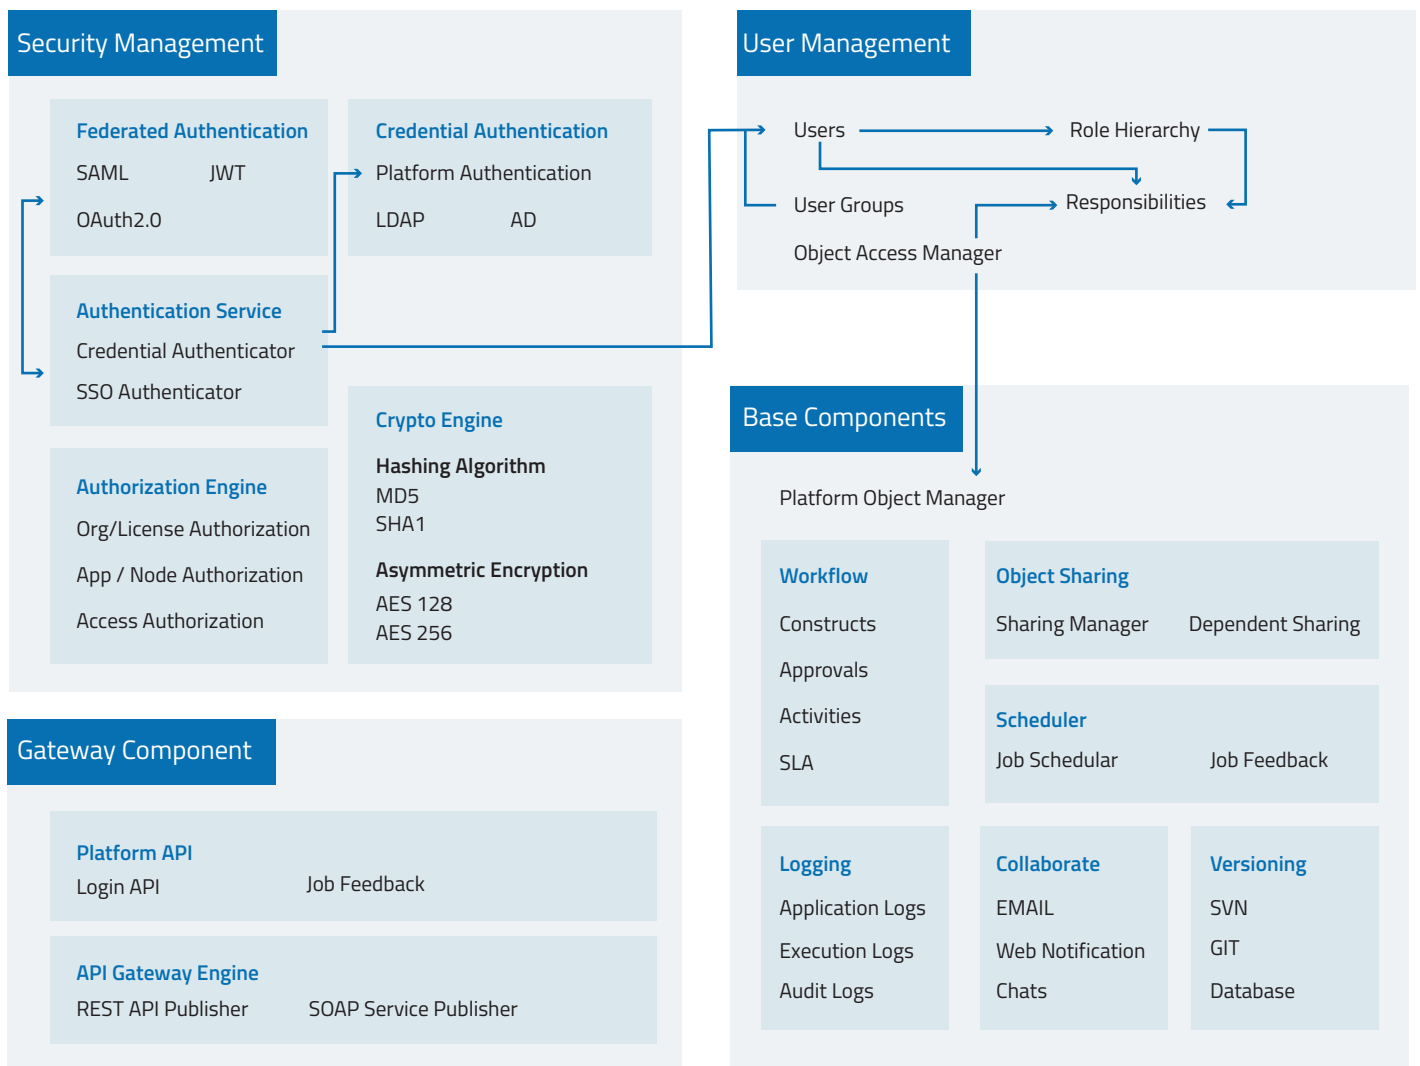 Security Management
Federated Authentication
SAML JWT
OAuth2.0
Credential Authentication
Platform Authentication
LDAP AD
Authentication Service
Credential Authenticator
SSO Authenticator
Crypto Engine
Hashing Algorithm
MD5
SHA1
Asymmetric Encryption
AES 128
AES 256
Authorization Engine
Org/License Authorization
App / Node Authorization
Access Authorization
User Management
Users Role Hierarchy
User Groups Responsibilities
Object Access Manager
Gateway Component
Platform API
Login API Job Feedback
API Gateway Engine
REST API Publisher SOAP Service Publisher
Base Components
Platform Object Manager
Workflow
Constructs
Approvals
Activities
SLA
Object Sharing
Sharing Manager Dependent Sharing
Scheduler
Job Schedular Job Feedback
Logging
Application Logs
Execution Logs
Audit Logs
Collaborate
EMAIL
Web Notification
Chats
Versioning
SVN
GIT
Database